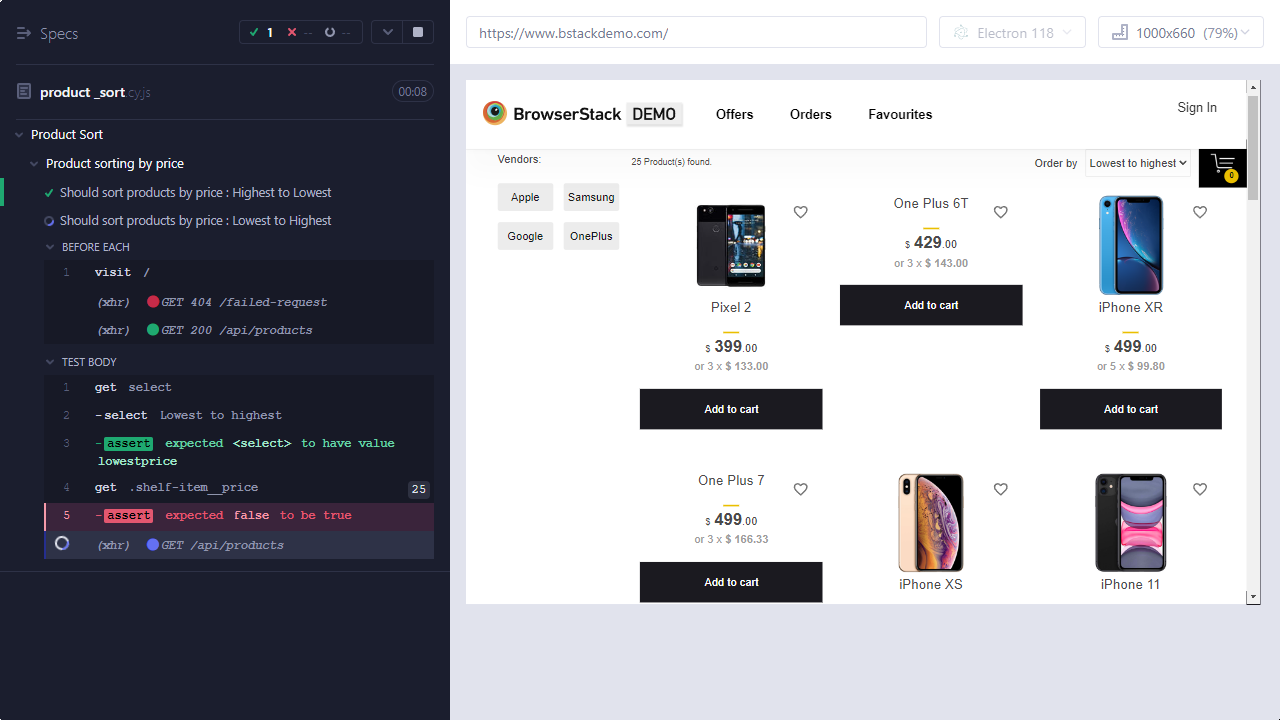 Specs
1
--
--
product _sort.cy.js
00:08
Product Sort
Product sorting by price
Should sort products by price : Highest to Lowest
Should sort products by price : Lowest to Highest
BEFORE EACH
1 visit /
(xhr) GET 404 /failed-request
(xhr) GET 200 /api/products
TEST BODY
1 get select
2 -select Lowest to highest
3 -assert expected <select> to have value
lowestprice
4 get .shelf-item__price 25
5 -assert expected false to be true
(xhr) GET /api/products
https://www.bstackdemo.com/
Electron 118
1000x660 (79%)
BrowserStack DEMO
Offers
Orders
Favourites
Sign In
Vendors:
Apple
Samsung
Google
OnePlus
25 Product(s) found.
Order by
Lowest to highest
0
Pixel 2
$ 399.00
or 3 x $ 133.00
Add to cart
One Plus 6T
$ 429.00
or 3 x $ 143.00
Add to cart
iPhone XR
$ 499.00
or 5 x $ 99.80
Add to cart
One Plus 7
$ 499.00
or 3 x $ 166.33
Add to cart
iPhone XS
iPhone 11